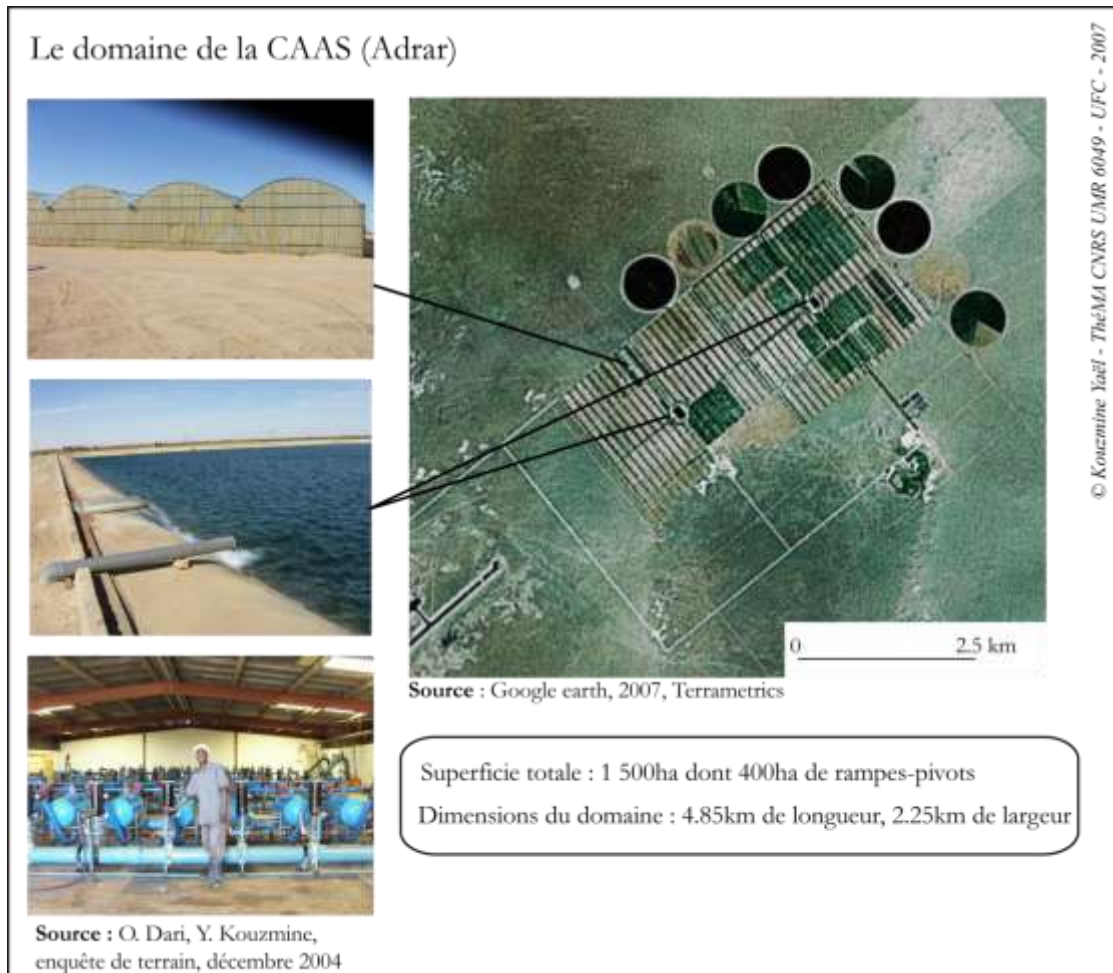 Le domaine de la CAAS (Adrar)
© Kouzmine Yaël - ThéMA CNRS UMR 6049 - UFC - 2007
0 2.5 km
Source : Google earth, 2007, Terrametrics
Superficie totale : 1 500ha dont 400ha de rampes-pivots
Dimensions du domaine : 4.85km de longueur, 2.25km de largeur
Source : O. Dari, Y. Kouzmine,
enquête de terrain, décembre 2004